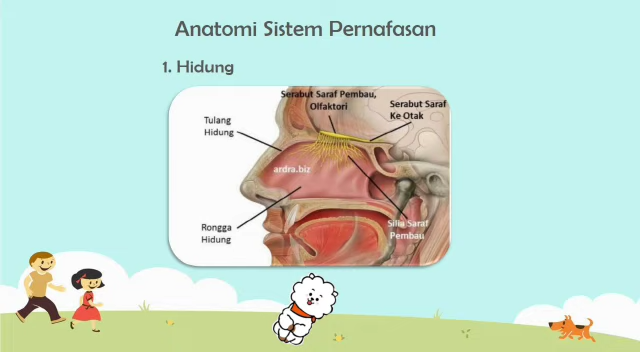 Anatomi Sistem Pernafasan
1. Hidung
Serabut Saraf Pembau,
Olfaktori
Serabut Saraf
Ke Otak
Tulang
Hidung
ardra.biz
Rongga
Hidung
Silia Saraf
Pembau